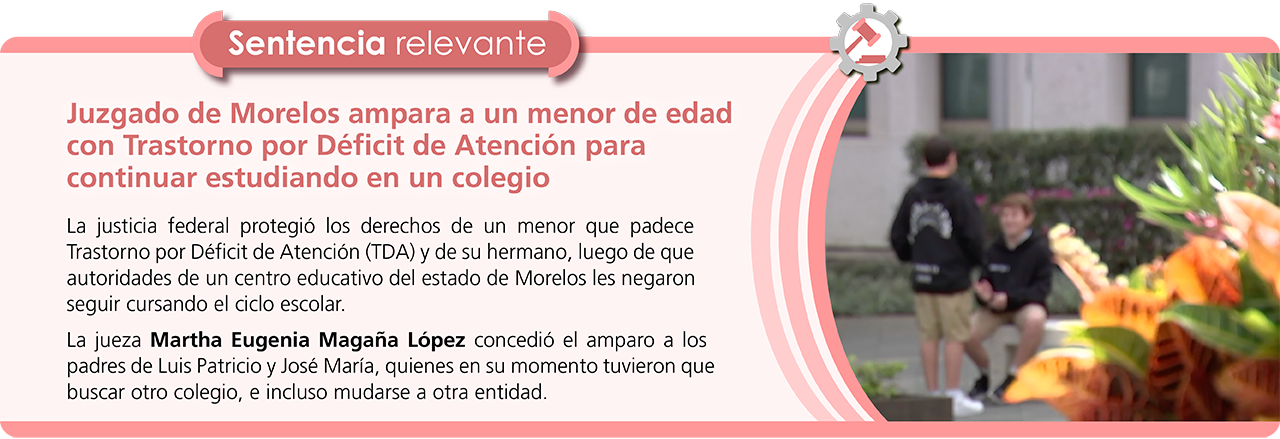 Sentencia relevante
Juzgado de Morelos ampara a un menor de edad
con Trastorno por Déficit de Atención para
continuar estudiando en un colegio
La justicia federal protegió los derechos de un menor que padece
Trastorno por Déficit de Atención (TDA) y de su hermano, luego de que
autoridades de un centro educativo del estado de Morelos les negaron
seguir cursando el ciclo escolar.
La jueza Martha Eugenia Magaña López concedió el amparo a los
padres de Luis Patricio y José María, quienes en su momento tuvieron que
buscar otro colegio, e incluso mudarse a otra entidad.